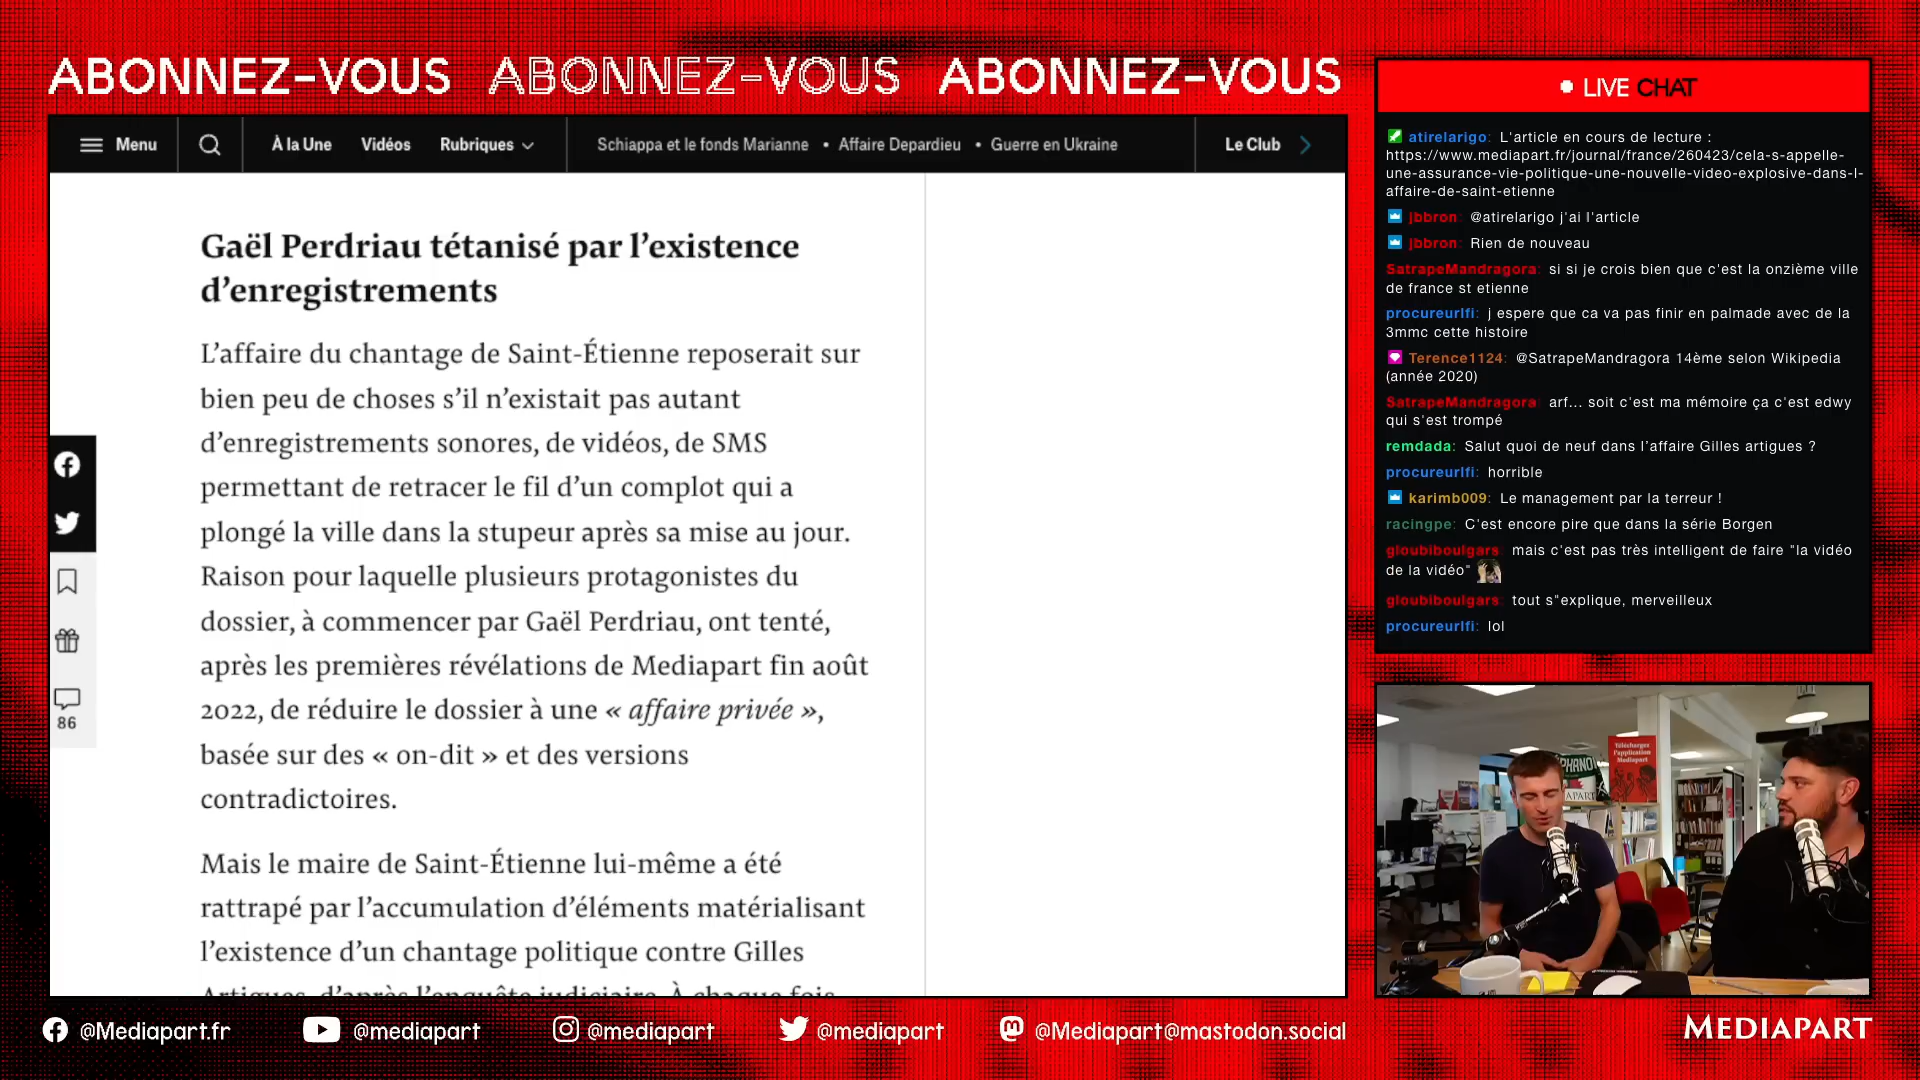 ABONNEZ-VOUS ABONNEZ-VOUS ABONNEZ-VOUS
Menu
À la Une
Vidéos
Rubriques
Schiappa et le fonds Marianne • Affaire Depardieu • Guerre en Ukraine
Le Club
Gaël Perdriau tétanisé par l’existence
d’enregistrements
L’affaire du chantage de Saint-Étienne reposerait sur
bien peu de choses s’il n’existait pas autant
d’enregistrements sonores, de vidéos, de SMS
permettant de retracer le fil d’un complot qui a
plongé la ville dans la stupeur après sa mise au jour.
Raison pour laquelle plusieurs protagonistes du
dossier, à commencer par Gaël Perdriau, ont tenté,
après les premières révélations de Mediapart fin août
2022, de réduire le dossier à une « affaire privée »,
basée sur des « on-dit » et des versions
contradictoires.
Mais le maire de Saint-Étienne lui-même a été
rattrapé par l’accumulation d’éléments matérialisant
l’existence d’un chantage politique contre Gilles
Artigues, d’après l’enquête judiciaire. À chaque fois
86
LIVE CHAT
atirelarigo: L'article en cours de lecture :
https://www.mediapart.fr/journal/france/260423/cela-s-appelle-
une-assurance-vie-politique-une-nouvelle-video-explosive-dans-l-
affaire-de-saint-etienne
jbbron: @atirelarigo j'ai l'article
jbbron: Rien de nouveau
SatrapeMandragora: si si je crois bien que c'est la onzième ville
de france st etienne
procureurlfi: j espere que ca va pas finir en palmade avec de la
3mmc cette histoire
Terence1124: @SatrapeMandragora 14ème selon Wikipedia
(année 2020)
SatrapeMandragora: arf... soit c'est ma mémoire ça c'est edwy
qui s'est trompé
remdada: Salut quoi de neuf dans l’affaire Gilles artigues ?
procureurlfi: horrible
karimb009: Le management par la terreur !
racingpe: C'est encore pire que dans la série Borgen
gloubiboulgars: mais c'est pas très intelligent de faire "la vidéo
de la vidéo"
gloubiboulgars: tout s"explique, merveilleux
procureurlfi: lol
Téléchargez
l'application
Mediapart
@Mediapart.fr
@mediapart
@mediapart
@mediapart
@Mediapart@mastodon.social
MEDIAPART